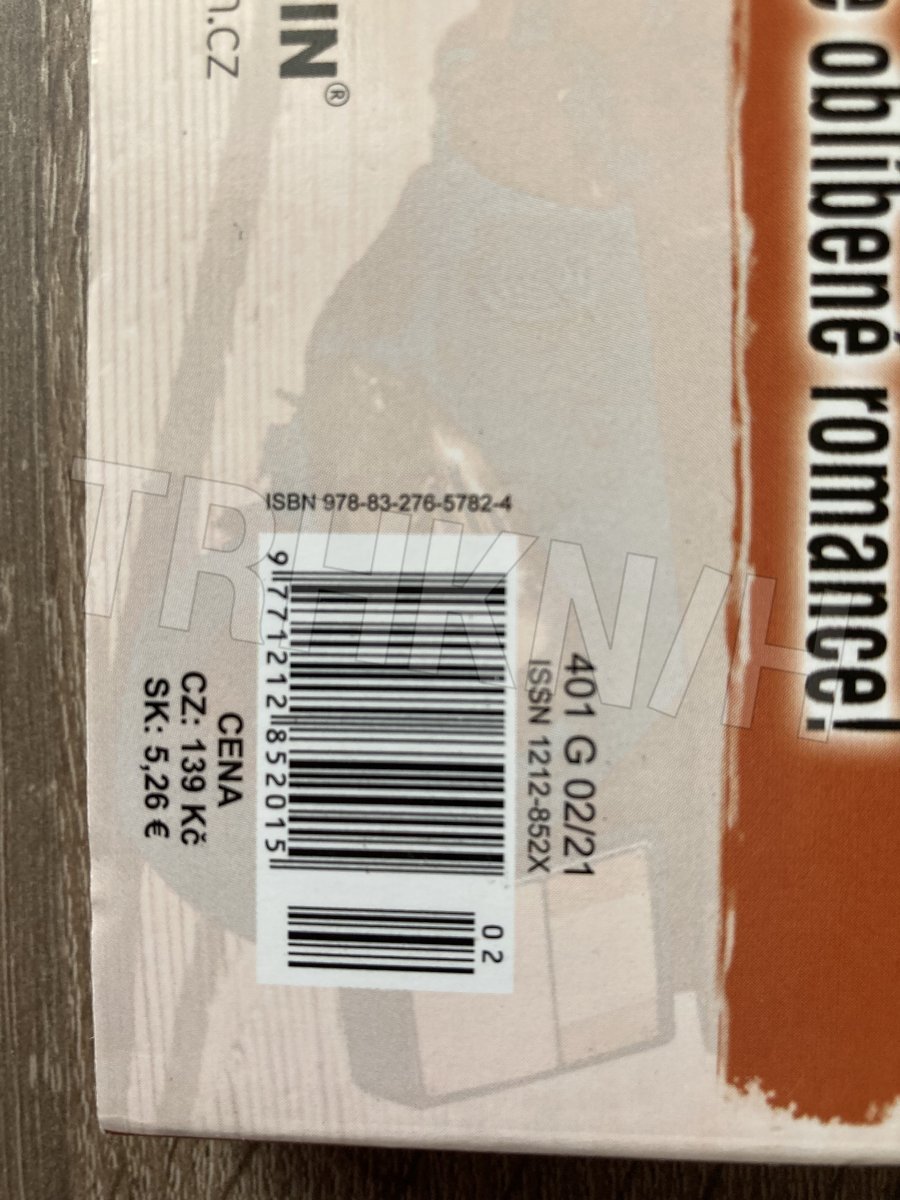 IN®
.cz
oblíbené romance!
ISBN 978-83-276-5782-4
401 G 02/21
ISSN 1212-852X
02
9 771212 852015
CENA
CZ: 139 Kč
SK: 5,26 €
TRHKNIH